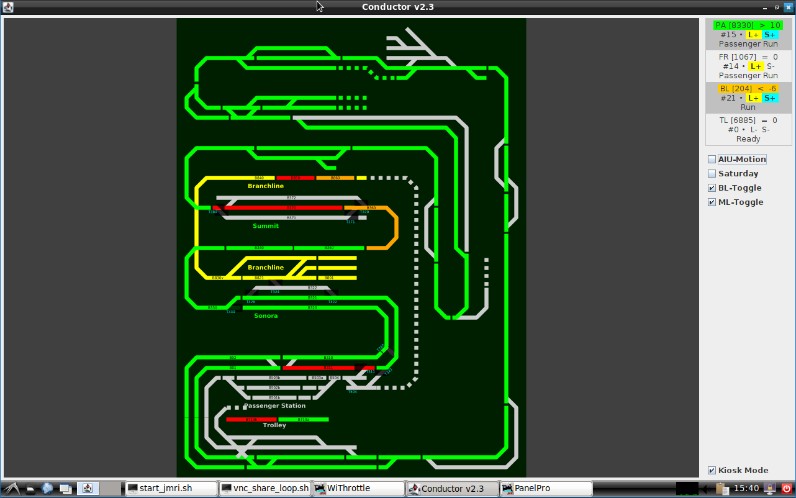 Conductor v2.3
PA [8330] > 10
#15 • L+ S+
Passenger Run
FR [1067] = 0
#14 • L+ S-
Passenger Run
BL [204] < -6
#21 • L+ S+
Run
TL [6885] = 0
#0 • L- S-
Ready
AIU-Motion
Saturday
BL-Toggle
ML-Toggle
Branchline
Summit
Branchline
Sonora
Passenger Station
Trolley
Kiosk Mode
start_jmri.sh
vnc_share_loop.sh
WiThrottle
Conductor v2.3
PanelPro
15:40